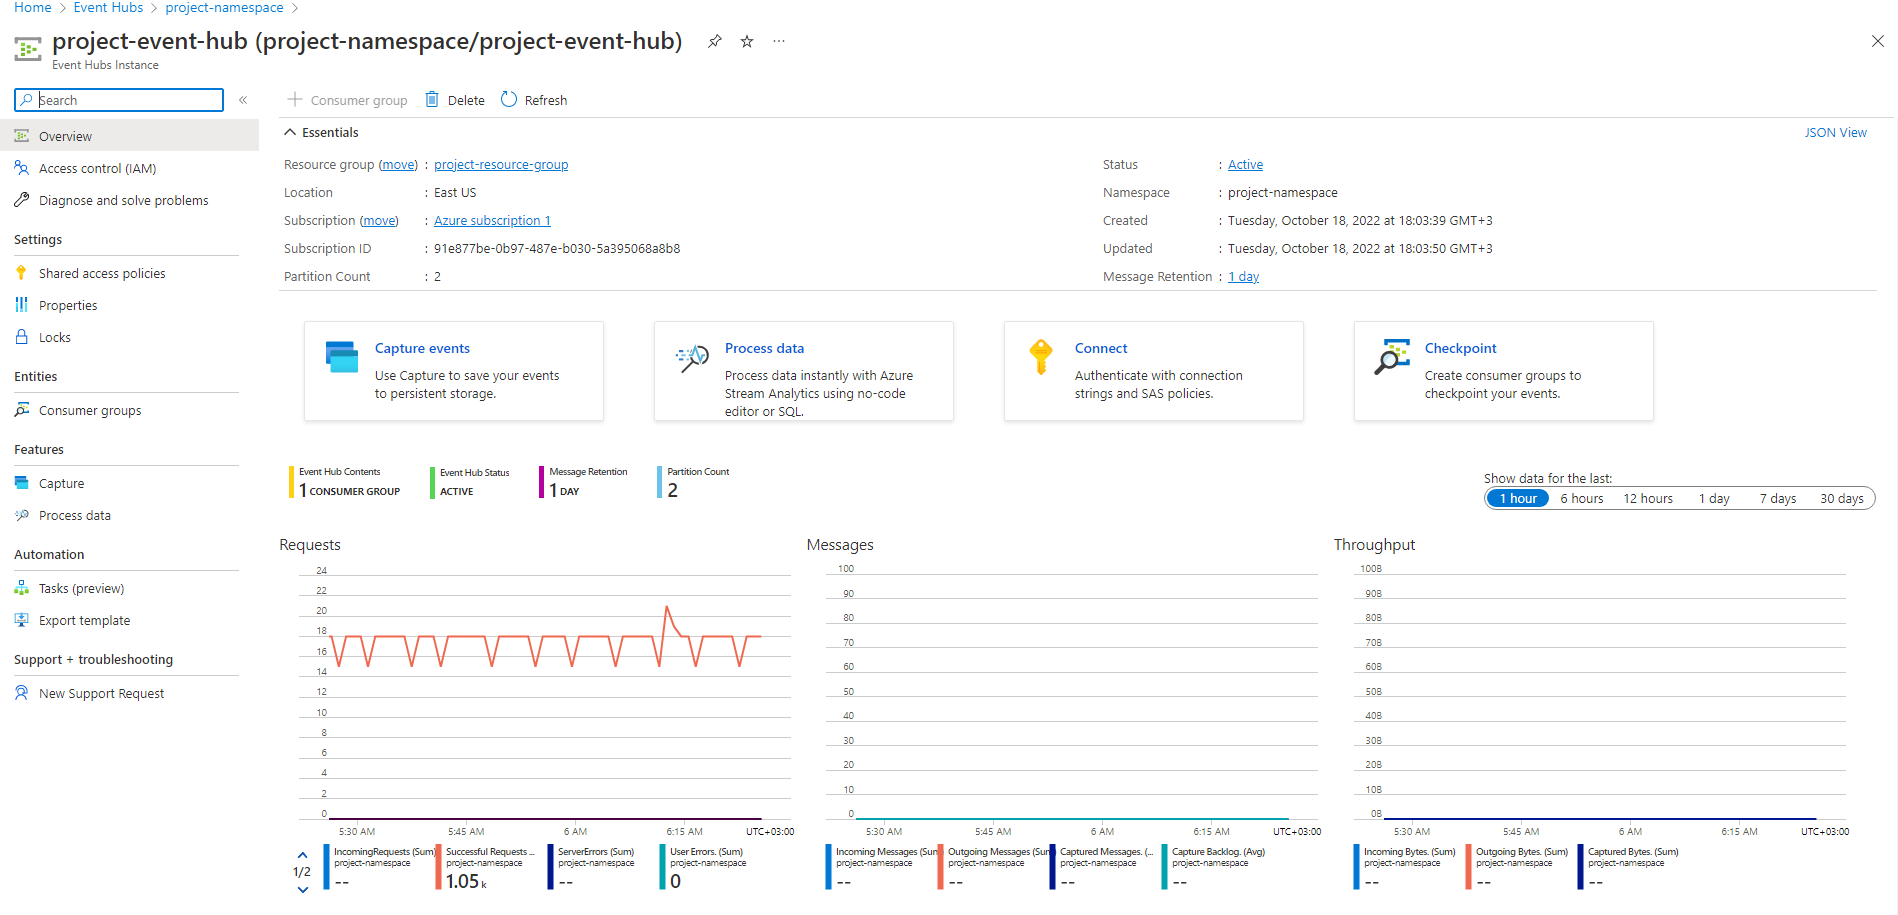 Home > Event Hubs > project-namespace >
project-event-hub (project-namespace/project-event-hub)
Event Hubs Instance
Search
Overview
Access control (IAM)
Diagnose and solve problems
Settings
Shared access policies
Properties
Locks
Entities
Consumer groups
Features
Capture
Process data
Automation
Tasks (preview)
Export template
Support + troubleshooting
New Support Request
Consumer group Delete Refresh
Essentials
JSON View
Resource group (move) : project-resource-group
Location : East US
Subscription (move) : Azure subscription 1
Subscription ID : 91e877be-0b97-487e-b030-5a395068a8b8
Partition Count : 2
Status : Active
Namespace : project-namespace
Created : Tuesday, October 18, 2022 at 18:03:39 GMT+3
Updated : Tuesday, October 18, 2022 at 18:03:50 GMT+3
Message Retention : 1 day
Capture events
Use Capture to save your events
to persistent storage.
Process data
Process data instantly with Azure
Stream Analytics using no-code
editor or SQL.
Connect
Authenticate with connection
strings and SAS policies.
Checkpoint
Create consumer groups to
checkpoint your events.
Event Hub Contents
1 CONSUMER GROUP
Event Hub Status
ACTIVE
Message Retention
1 DAY
Partition Count
2
Show data for the last:
1 hour 6 hours 12 hours 1 day 7 days 30 days
Requests
24
22
20
18
16
14
12
10
8
6
4
2
0
5:30 AM 5:45 AM 6 AM 6:15 AM UTC+03:00
1/2
IncomingRequests (Sum)
project-namespace
--
Successful Requests ...
project-namespace
1.05 k
ServerErrors (Sum)
project-namespace
--
User Errors. (Sum)
project-namespace
0
Messages
100
90
80
70
60
50
40
30
20
10
0
5:30 AM 5:45 AM 6 AM 6:15 AM UTC+03:00
Incoming Messages (Sum
project-namespace
--
Outgoing Messages (Sum
project-namespace
--
Captured Messages. (...
project-namespace
--
Capture Backlog. (Avg)
project-namespace
--
Throughput
100B
90B
80B
70B
60B
50B
40B
30B
20B
10B
0B
5:30 AM 5:45 AM 6 AM 6:15 AM UTC+03:00
Incoming Bytes. (Sum)
project-namespace
--
Outgoing Bytes. (Sum)
project-namespace
--
Captured Bytes. (Sum)
project-namespace
--